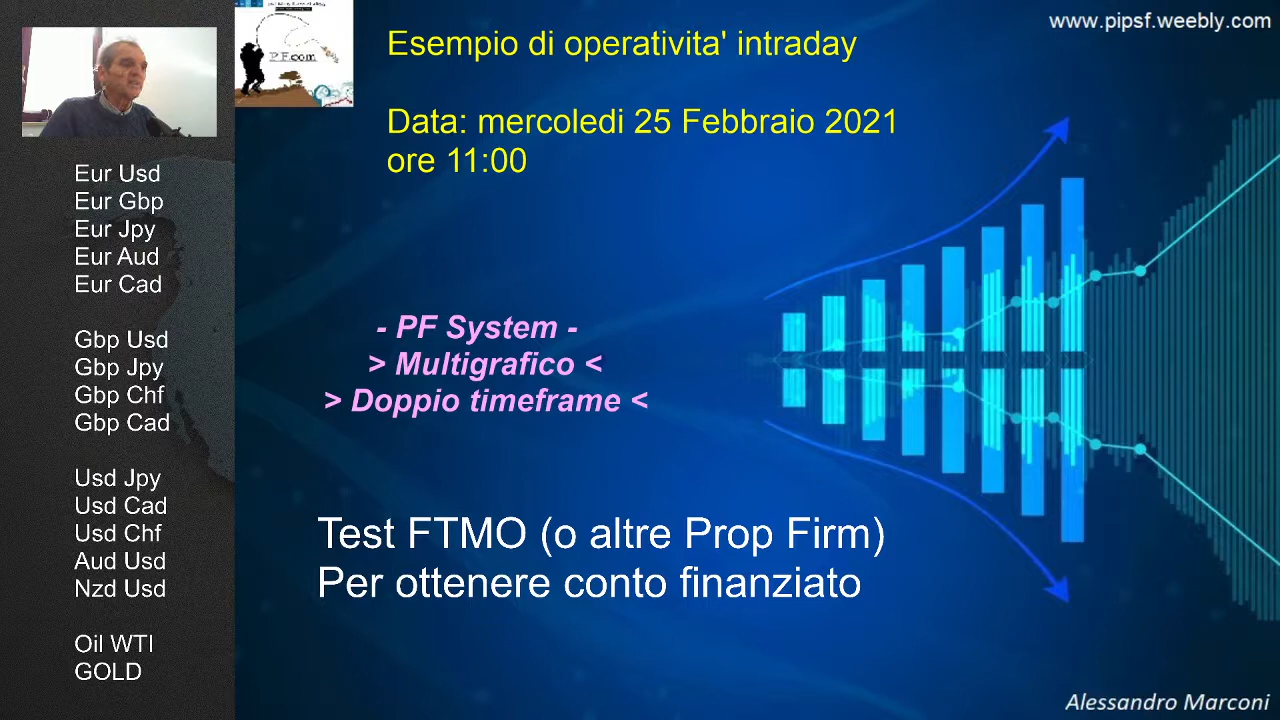 www.pipsf.weebly.com
P F.com
Esempio di operativita' intraday
Data: mercoledi 25 Febbraio 2021
ore 11:00
Eur Usd
Eur Gbp
Eur Jpy
Eur Aud
Eur Cad
Gbp Usd
Gbp Jpy
Gbp Chf
Gbp Cad
Usd Jpy
Usd Cad
Usd Chf
Aud Usd
Nzd Usd
Oil WTI
GOLD
- PF System -
> Multigrafico <
> Doppio timeframe <
Test FTMO (o altre Prop Firm)
Per ottenere conto finanziato
Alessandro Marconi